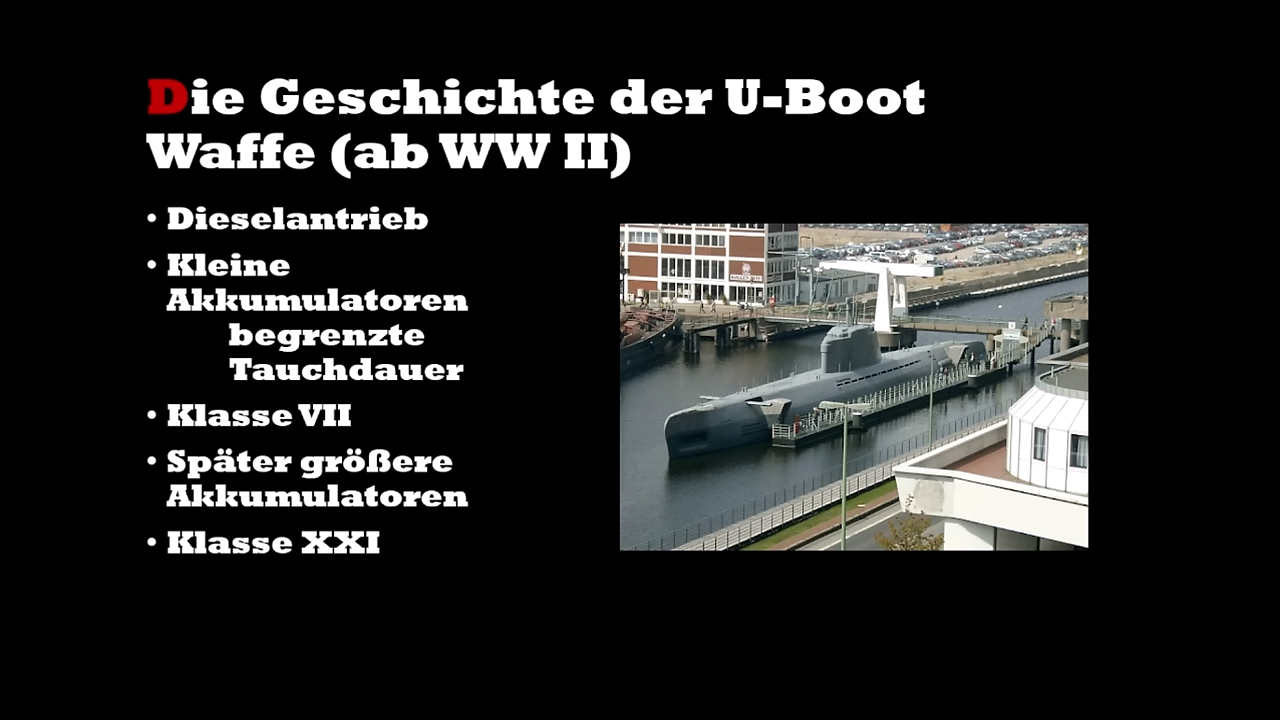 Die Geschichte der U-Boot
Waffe (ab WW II)
• Dieselantrieb
• Kleine
Akkumulatoren
begrenzte
Tauchdauer
• Klasse VII
• Später größere
Akkumulatoren
• Klasse XXI